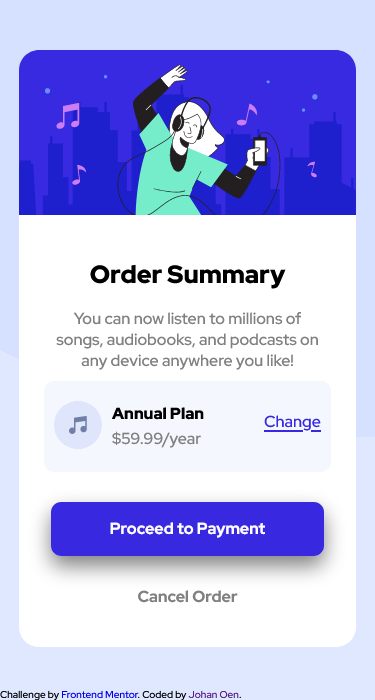 Order Summary
You can now listen to millions of
songs, audiobooks, and podcasts on
any device anywhere you like!
Annual Plan
$59.99/year
Change
Proceed to Payment
Cancel Order
Challenge by Frontend Mentor. Coded by Johan Oen.